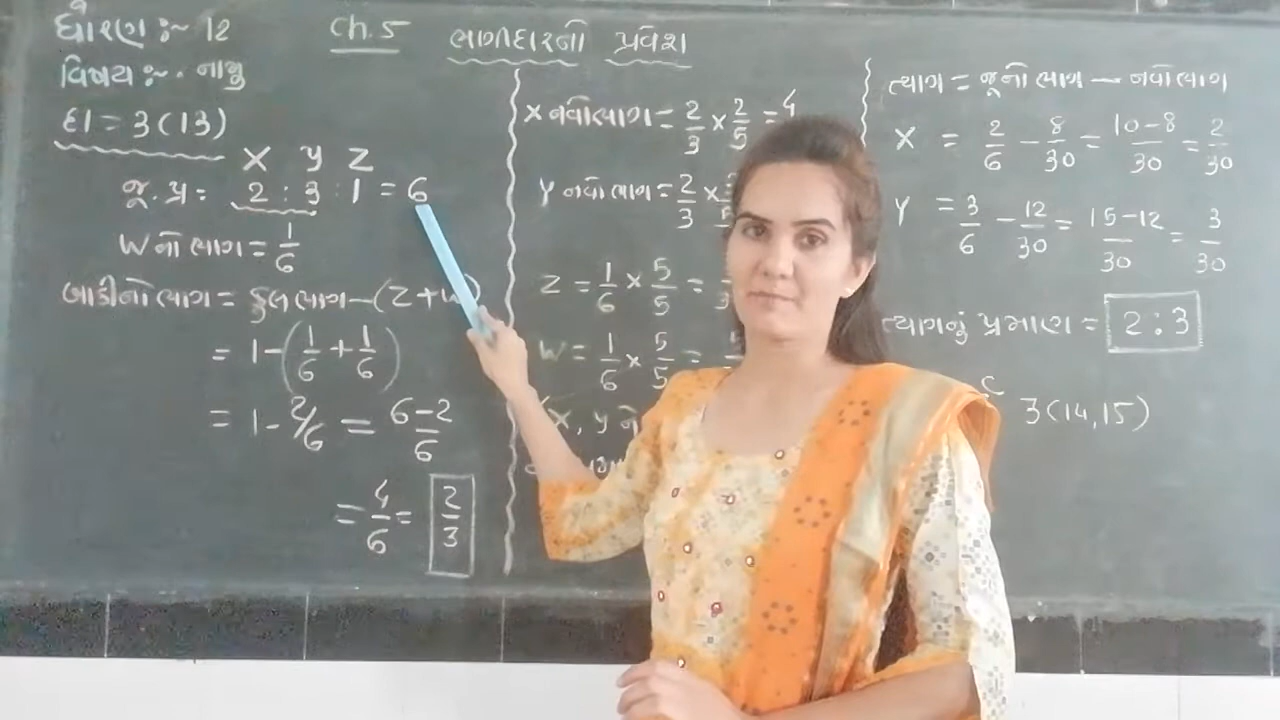 ધોરણ :~ 12
વિષય :~ . નામુ
Ch. 5 ભાગીદારનો પ્રવેશ
દા = 3(13)
X Y Z
જૂ. પ્ર = 2 : 3 : 1 = 6
W નો ભાગ = 1/6
બાકીનો ભાગ = કુલ ભાગ - (Z + W)
= 1 - (1/6 + 1/6)
= 1 - 2/6 = 6-2/6
= 4/6 = 2/3
X નવો ભાગ = 2/3 × 2/5 = 4
Y નવો ભાગ = 2/3 × 3/5
Z = 1/6 × 5/5 =
W = 1/6 × 5/5 =
X, Y ને
ત્યાગ = જૂનો ભાગ - નવો ભાગ
X = 2/6 - 8/30 = 10-8/30 = 2/30
Y = 3/6 - 12/30 = 15-12/30 = 3/30
ત્યાગનું પ્રમાણ = 2 : 3
3(14,15)